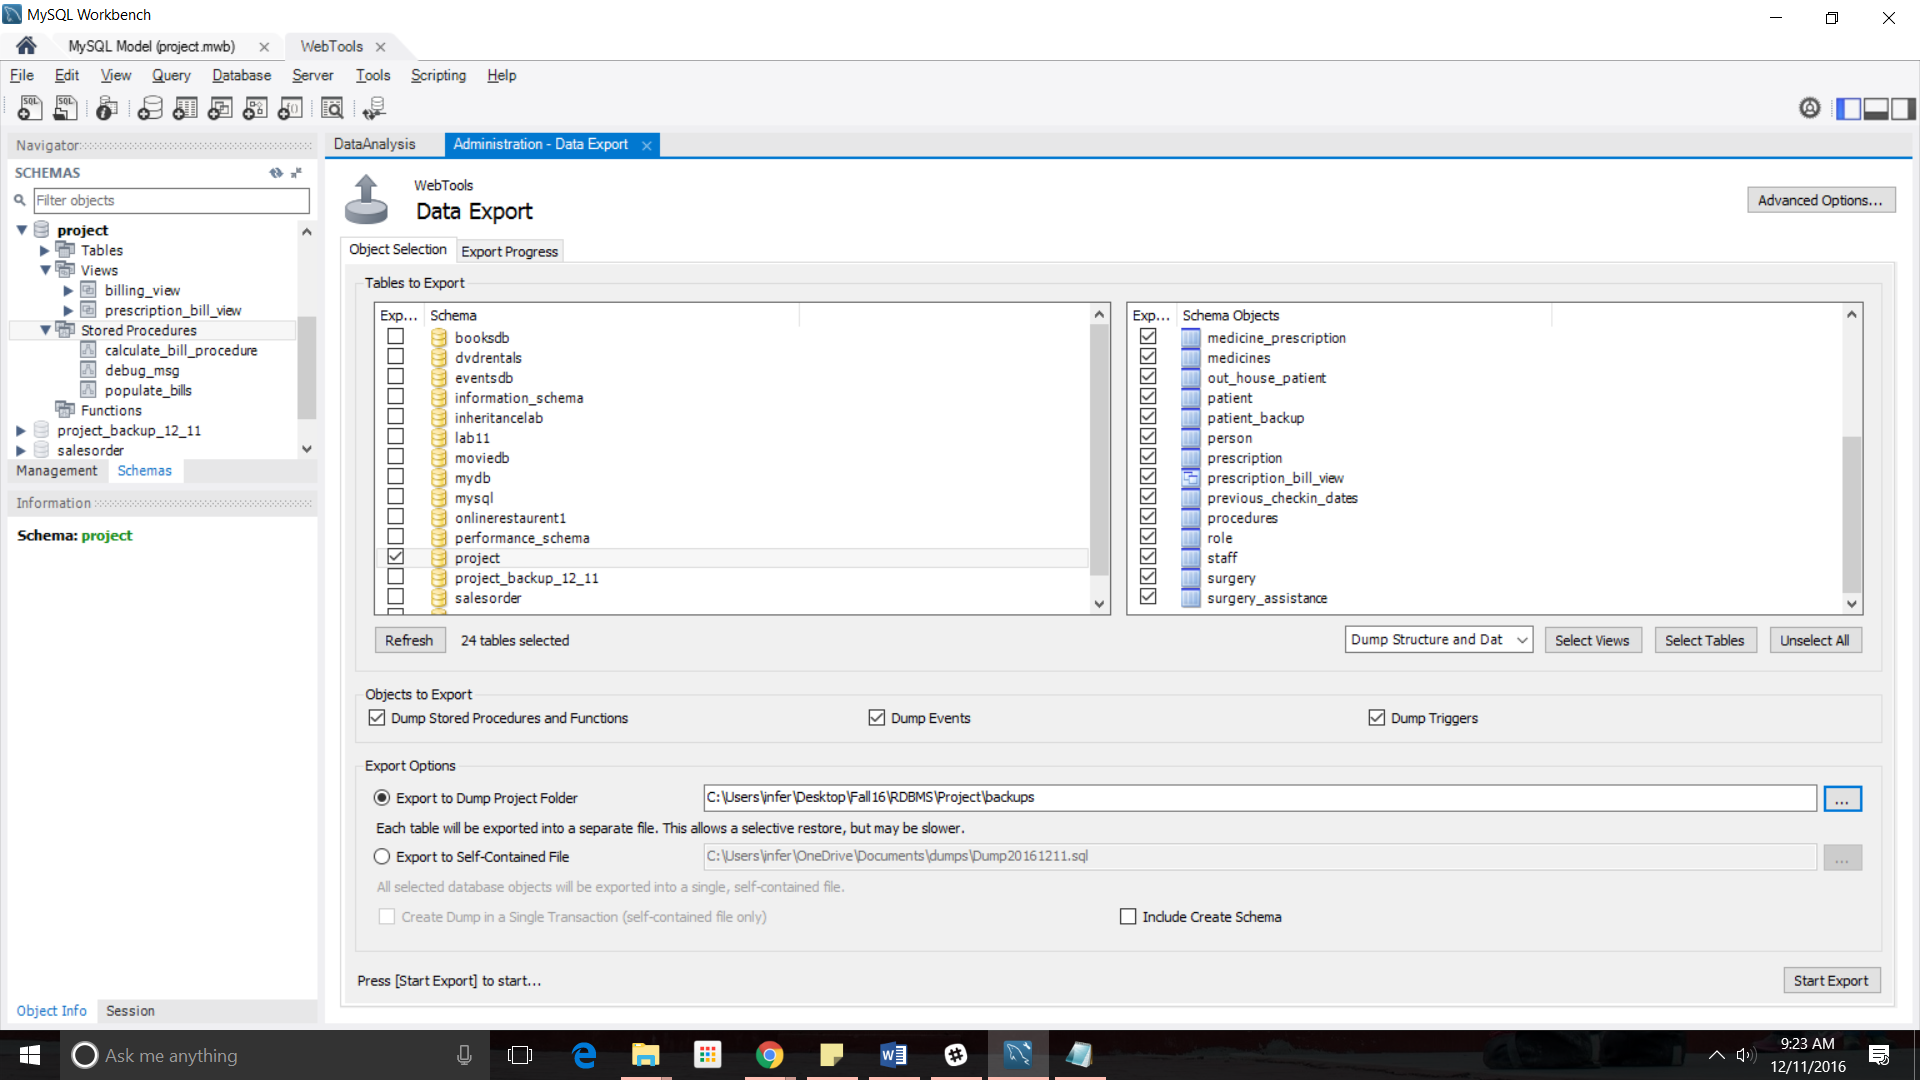 MySQL Workbench
MySQL Model (project.mwb)
WebTools
File Edit View Query Database Server Tools Scripting Help
Navigator
SCHEMAS
Filter objects
project
Tables
Views
billing_view
prescription_bill_view
Stored Procedures
calculate_bill_procedure
debug_msg
populate_bills
Functions
project_backup_12_11
salesorder
Management Schemas
Information
Schema: project
Object Info Session
DataAnalysis
Administration - Data Export
WebTools
Data Export
Advanced Options...
Object Selection Export Progress
Tables to Export
Exp... Schema
booksdb
dvdrentals
eventsdb
information_schema
inheritancelab
lab11
moviedb
mydb
mysql
onlinerestaurent1
performance_schema
project
project_backup_12_11
salesorder
Exp... Schema Objects
medicine_prescription
medicines
out_house_patient
patient
patient_backup
person
prescription
prescription_bill_view
previous_checkin_dates
procedures
role
staff
surgery
surgery_assistance
Refresh 24 tables selected
Dump Structure and Dat Select Views Select Tables Unselect All
Objects to Export
Dump Stored Procedures and Functions Dump Events Dump Triggers
Export Options
Export to Dump Project Folder C:\Users\infer\Desktop\Fall16\RDBMS\Project\backups ...
Each table will be exported into a separate file. This allows a selective restore, but may be slower.
Export to Self-Contained File C:\Users\infer\OneDrive\Documents\dumps\Dump20161211.sql ...
All selected database objects will be exported into a single, self-contained file.
Create Dump in a Single Transaction (self-contained file only) Include Create Schema
Press [Start Export] to start... Start Export
Ask me anything
9:23 AM
12/11/2016